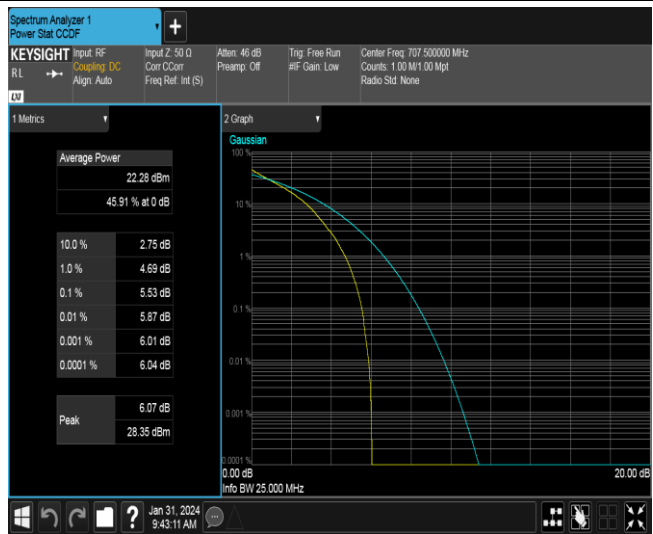 Spectrum Analyzer 1
Power Stat CCDF
+
KEYSIGHT
RL
LXI
Input: RF
Coupling: DC
Align: Auto
Input Z: 50 Ω
Corr CCorr
Freq Ref: Int (S)
Atten: 46 dB
Preamp: Off
Trig: Free Run
#IF Gain: Low
Center Freq: 707.500000 MHz
Counts: 1.00 M/1.00 Mpt
Radio Std: None
1 Metrics
Average Power
22.28 dBm
45.91 % at 0 dB
10.0 % 2.75 dB
1.0 % 4.69 dB
0.1 % 5.53 dB
0.01 % 5.87 dB
0.001 % 6.01 dB
0.0001 % 6.04 dB
Peak
6.07 dB
28.35 dBm
2 Graph
Gaussian
100 %
10 %
1 %
0.1 %
0.01 %
0.001 %
0.0001 %
0.00 dB 20.00 dB
Info BW 25.000 MHz
?
Jan 31, 2024
9:43:11 AM